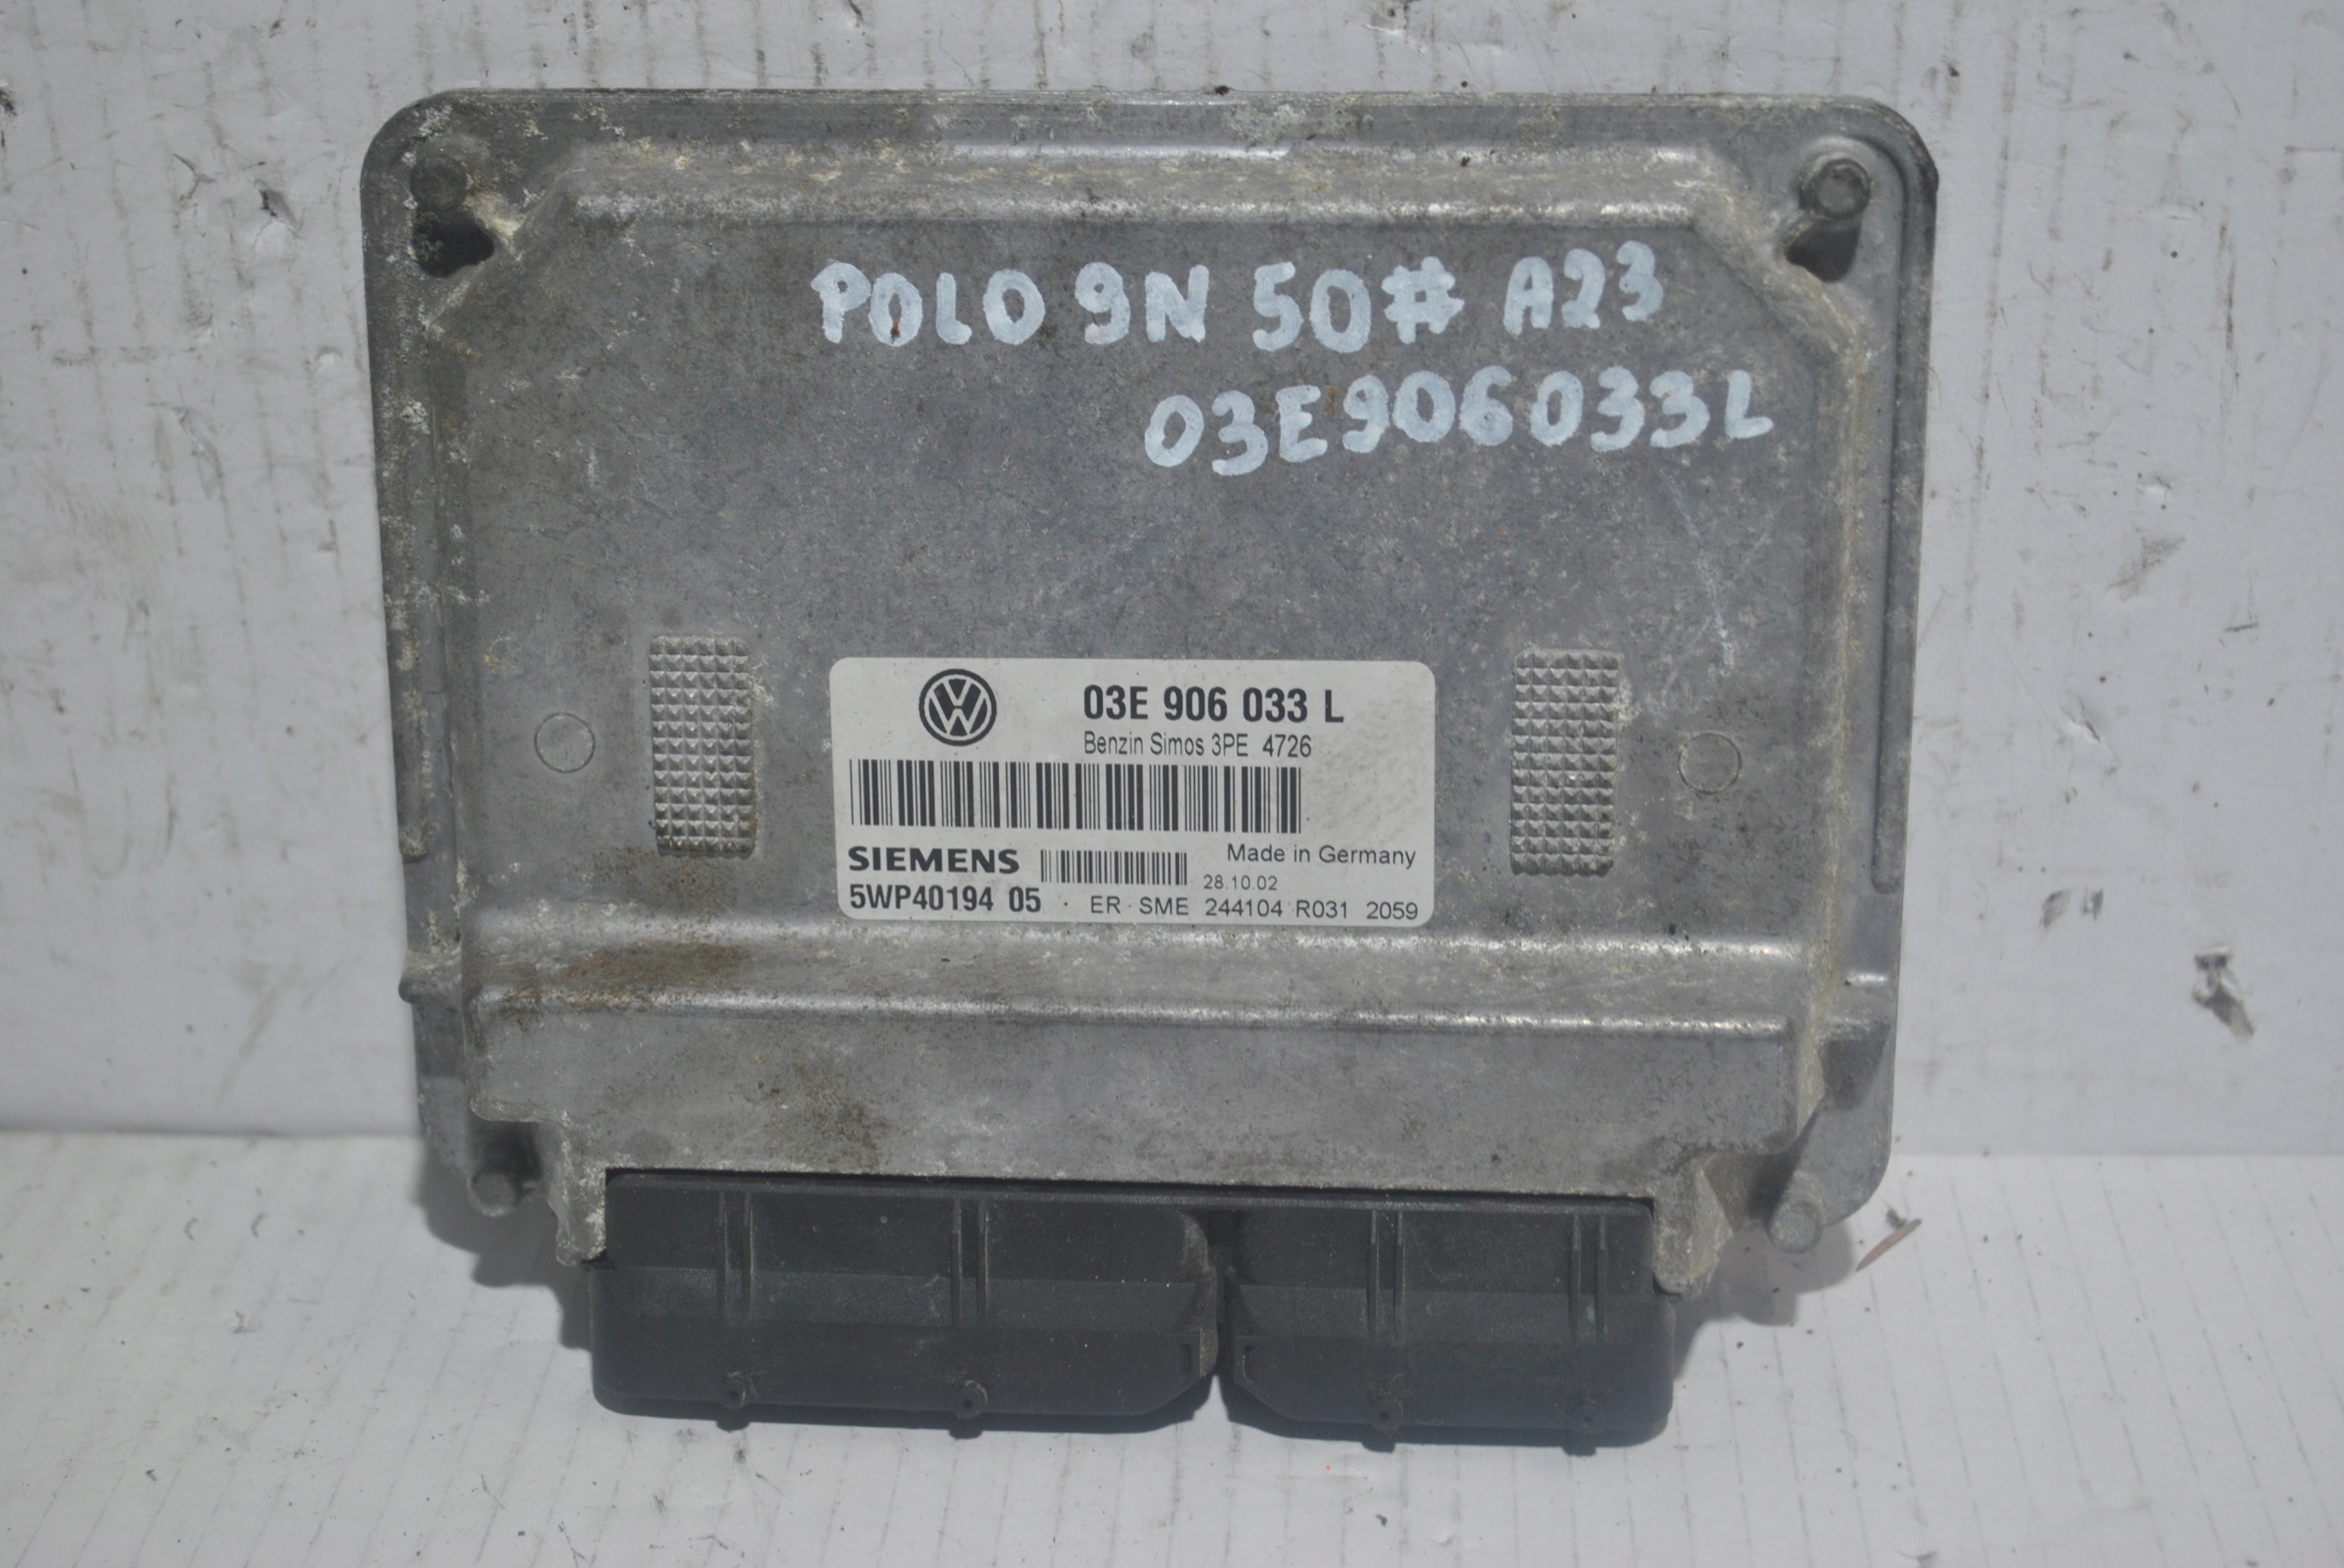 POLO 9N 50# A23
03E906033L
03E 906 033 L
Benzin Simos 3PE 4726
SIEMENS
Made in Germany
28.10.02
5WP40194 05 · ER · SME 244104 R031 2059